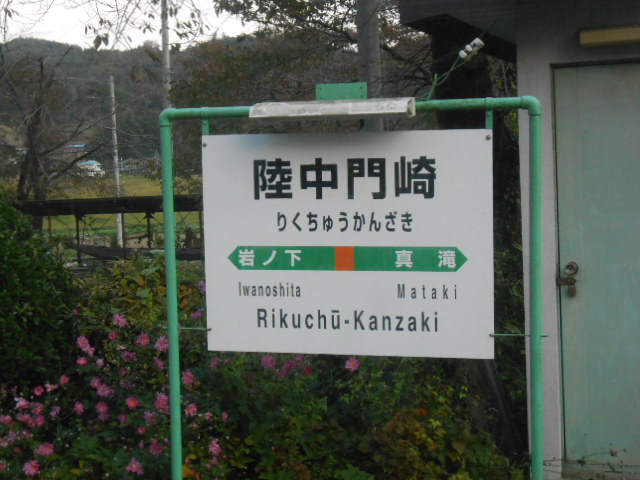 陸中門崎
りくちゅうかんざき
岩ノ下 真滝
Iwanoshita Mataki
Rikuchū-Kanzaki